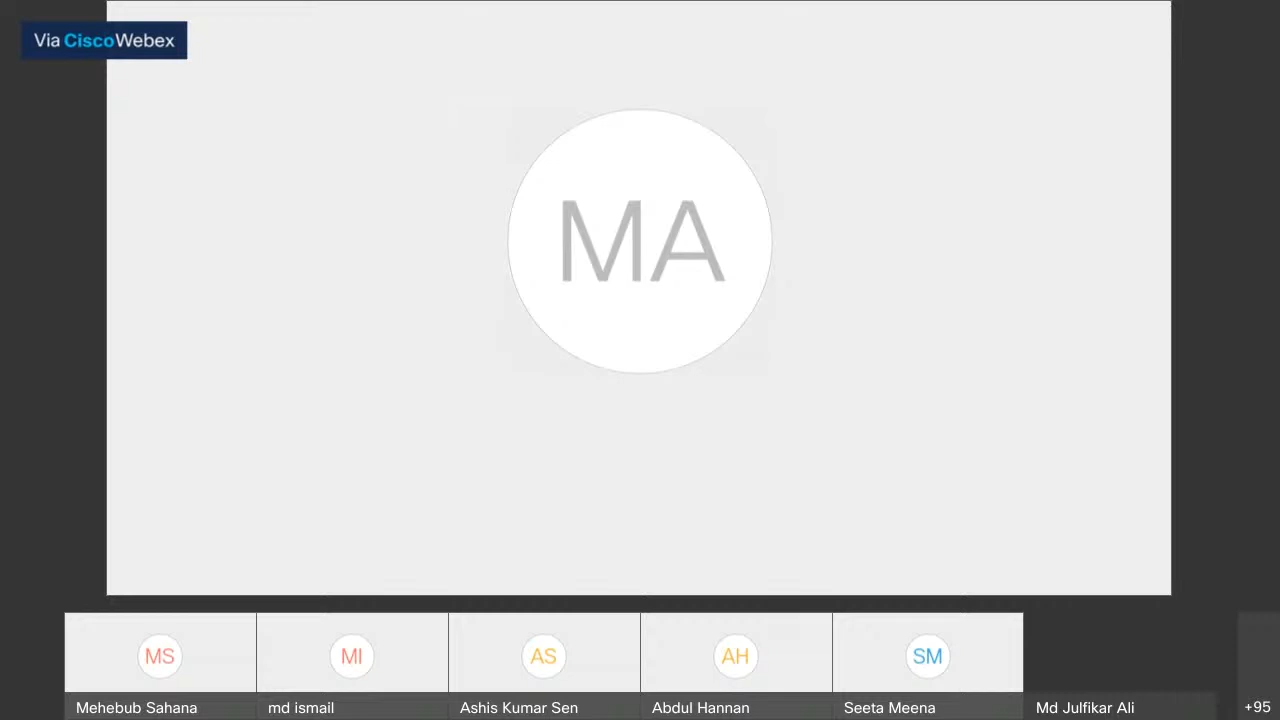 Via CiscoWebex
MA
MS
MI
AS
AH
SM
Mehebub Sahana
md ismail
Ashis Kumar Sen
Abdul Hannan
Seeta Meena
Md Julfikar Ali
+95